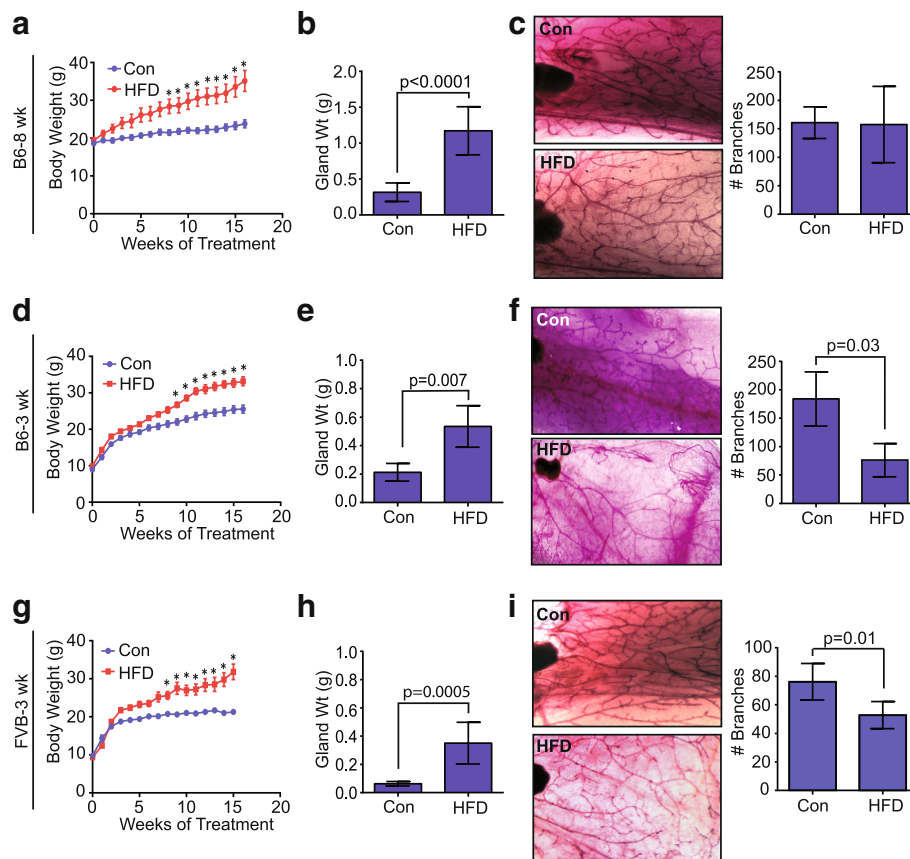 a
B6-8 wk
Body Weight (g)
40
30
20
10
0
Con
HFD
* * * * * * * * *
0 5 10 15 20
Weeks of Treatment
b
Gland Wt (g)
2.0
1.5
1.0
0.5
0.0
p<0.0001
Con HFD
c
Con
HFD
# Branches
250
200
150
100
50
0
Con HFD
d
B6-3 wk
Body Weight (g)
40
30
20
10
0
Con
HFD
* * * * * * * *
0 5 10 15 20
Weeks of Treatment
e
Gland Wt (g)
1.0
0.8
0.6
0.4
0.2
0.0
p=0.007
Con HFD
f
Con
HFD
# Branches
250
200
150
100
50
0
p=0.03
Con HFD
g
FVB-3 wk
Body Weight (g)
40
30
20
10
0
Con
HFD
* * * * * * * *
0 5 10 15 20
Weeks of Treatment
h
Gland Wt (g)
1.0
0.8
0.6
0.4
0.2
0.0
p=0.0005
Con HFD
i
Con
HFD
# Branches
100
80
60
40
20
0
p=0.01
Con HFD